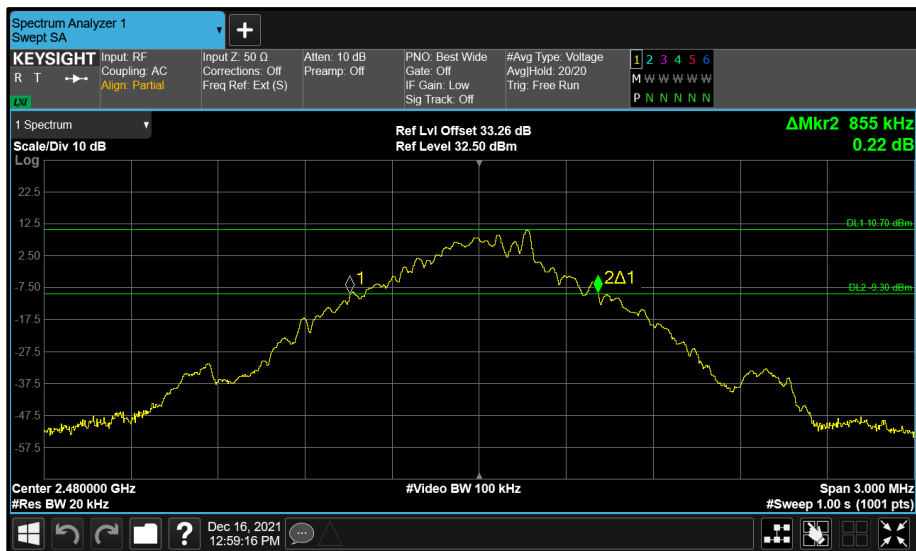 Spectrum Analyzer 1
Swept SA
+
KEYSIGHT
R T
LXI
Input: RF
Coupling: AC
Align: Partial
Input Z: 50 Ω
Corrections: Off
Freq Ref: Ext (S)
Atten: 10 dB
Preamp: Off
PNO: Best Wide
Gate: Off
IF Gain: Low
Sig Track: Off
#Avg Type: Voltage
Avg|Hold: 20/20
Trig: Free Run
1 2 3 4 5 6
M W W W W W
P N N N N N
1 Spectrum
Scale/Div 10 dB
Log
Ref Lvl Offset 33.26 dB
Ref Level 32.50 dBm
ΔMkr2 855 kHz
0.22 dB
22.5
12.5
DL1 10.70 dBm
2.50
1
2Δ1
-7.50
DL2 -9.30 dBm
-17.5
-27.5
-37.5
-47.5
-57.5
Center 2.480000 GHz
#Video BW 100 kHz
Span 3.000 MHz
#Res BW 20 kHz
#Sweep 1.00 s (1001 pts)
?
Dec 16, 2021
12:59:16 PM